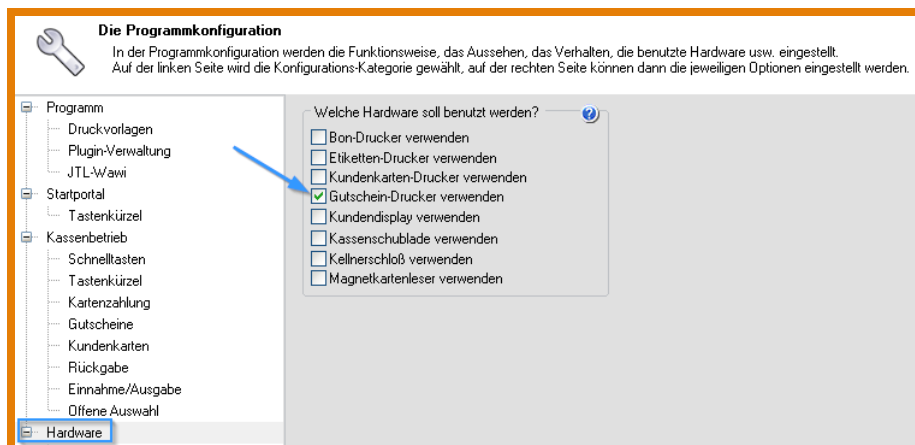 Die Programmkonfiguration
In der Programmkonfiguration werden die Funktionsweise, das Aussehen, das Verhalten, die benutzte Hardware usw. eingestellt.
Auf der linken Seite wird die Konfigurations-Kategorie gewählt, auf der rechten Seite können dann die jeweiligen Optionen eingestellt werden.
Programm
Druckvorlagen
Plugin-Verwaltung
JTL-Wawi
Startportal
Tastenkürzel
Kassenbetrieb
Schnelltasten
Tastenkürzel
Kartenzahlung
Gutscheine
Kundenkarten
Rückgabe
Einnahme/Ausgabe
Offene Auswahl
Hardware
Welche Hardware soll benutzt werden? ?
Bon-Drucker verwenden
Etiketten-Drucker verwenden
Kundenkarten-Drucker verwenden
Gutschein-Drucker verwenden
Kundendisplay verwenden
Kassenschublade verwenden
Kellnerschloß verwenden
Magnetkartenleser verwenden